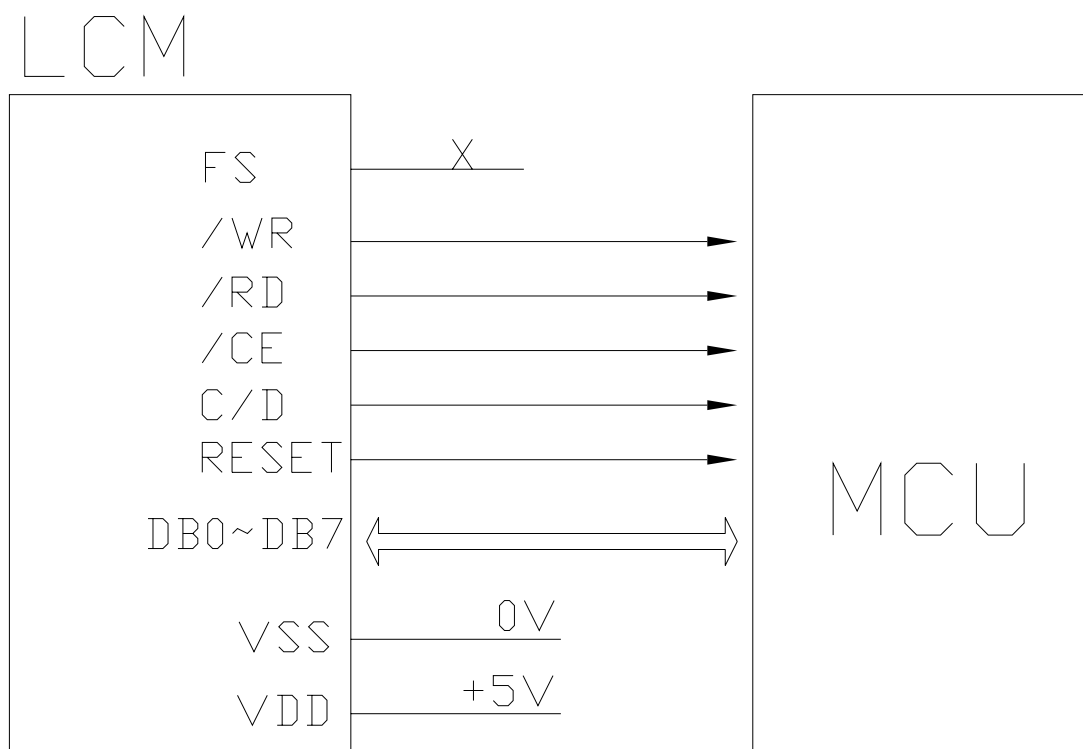 LCM
FS X
/WR
/RD
/CE
C/D
RESET
MCU
DB0~DB7
VSS 0V
VDD +5V